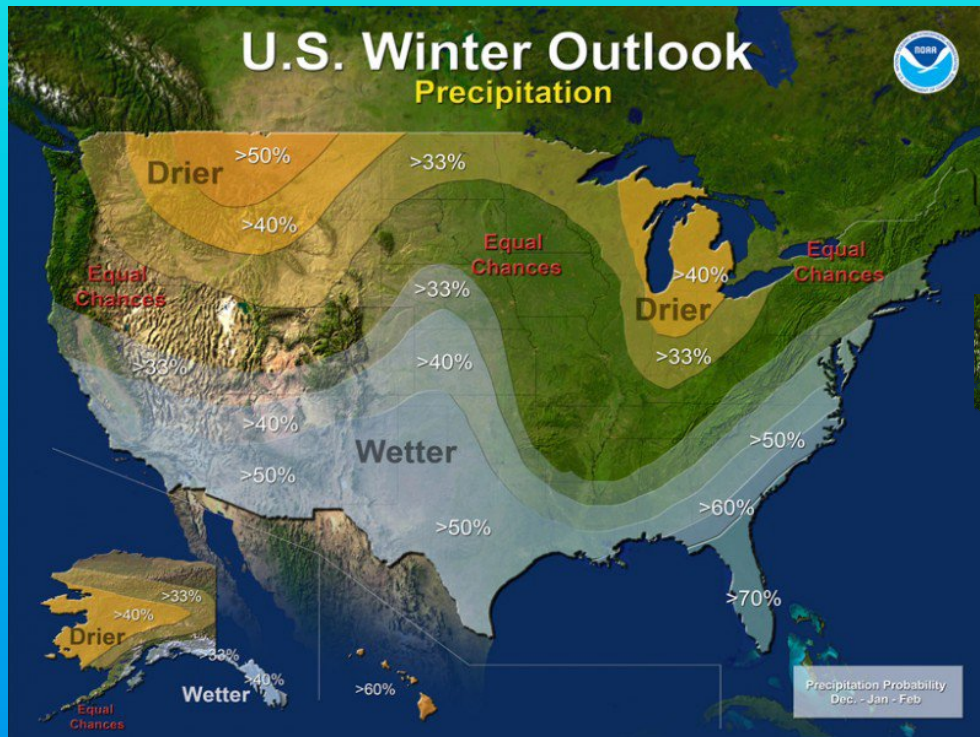 U.S. Winter Outlook
Precipitation
NOAA
>50%
Drier
>33%
>40%
Equal
Chances
Equal
Chances
Equal
Chances
>40%
Drier
>33%
>33%
>40%
>33%
>40%
Wetter
>50%
>50%
>50%
>60%
>70%
>33%
>40%
Drier
>33%
>40%
Wetter
Equal
Chances
>60%
Precipitation Probability
Dec. - Jan - Feb